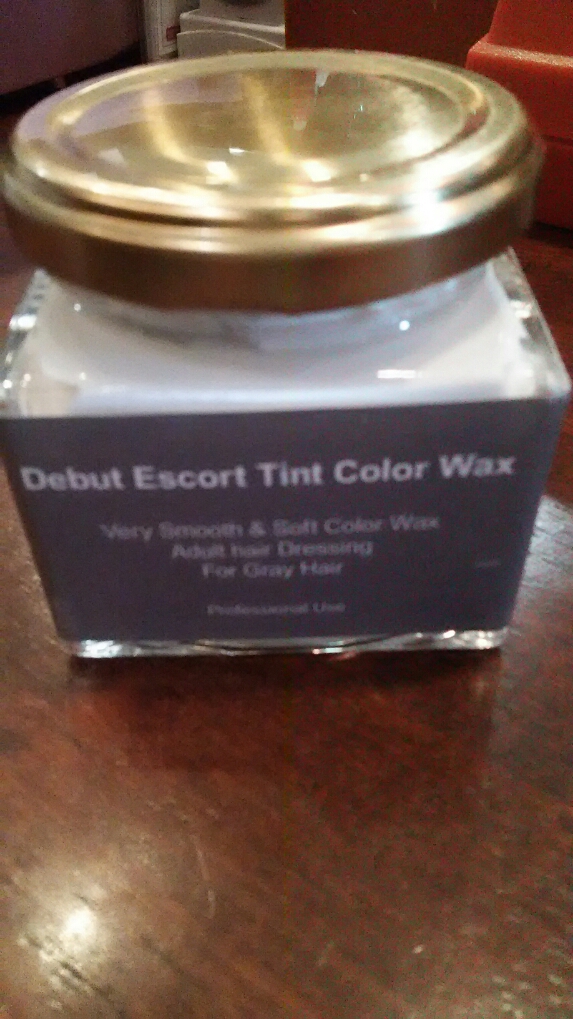 Debut Escort Tint Color Wax
Very Smooth & Soft Color Wax
Adult hair Dressing
For Gray Hair
Professional Use